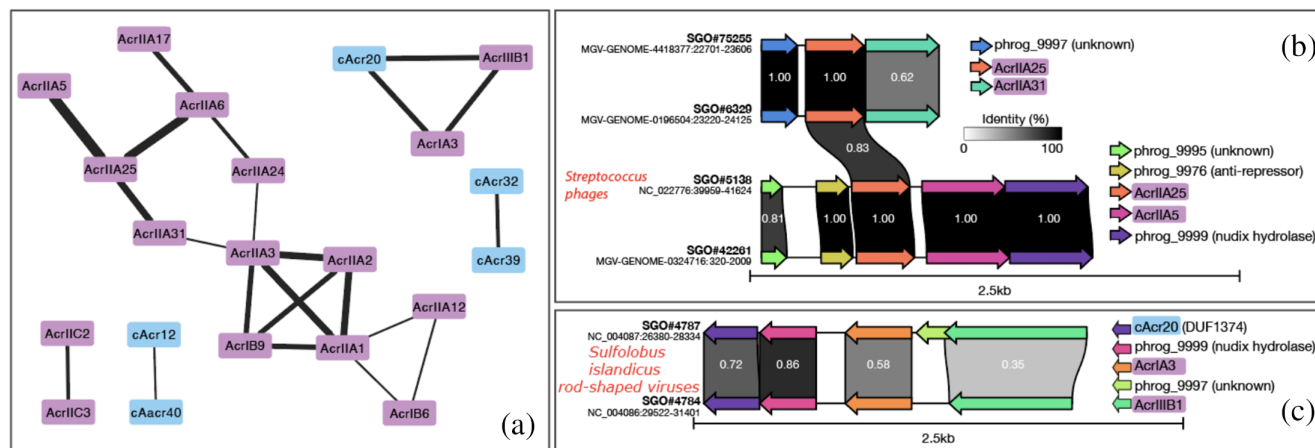 AcrIIA17
AcrIIA5
AcrIIA6
AcrIIA25
AcrIIA24
AcrIIA31
AcrIIA3
AcrIIA2
AcrIIA12
AcrIB9
AcrIIA1
AcrIB6
cAcr20
AcrIIIB1
AcrIA3
cAcr32
cAcr39
AcrIIC2
AcrIIC3
cAcr12
cAacr40
(a)
(b)
SGO#75255
MGV-GENOME-4418377:22701-23606
1.00
1.00
0.62
SGO#6329
MGV-GENOME-0196504:23220-24125
0.83
Streptococcus
phages
SGO#5138
NC_022776:39959-41624
0.81
1.00
1.00
1.00
1.00
SGO#42261
MGV-GENOME-0324716:320-2009
2.5kb
phrog_9997 (unknown)
AcrIIA25
AcrIIA31
Identity (%)
0
100
phrog_9995 (unknown)
phrog_9976 (anti-repressor)
AcrIIA25
AcrIIA5
phrog_9999 (nudix hydrolase)
SGO#4787
NC_004087:26380-28334
Sulfolobus
islandicus
rod-shaped viruses
0.72
0.86
0.58
0.35
SGO#4784
NC_004086:29522-31401
2.5kb
cAcr20 (DUF1374)
phrog_9999 (nudix hydrolase)
AcrIA3
phrog_9997 (unknown)
AcrIIIB1
(c)